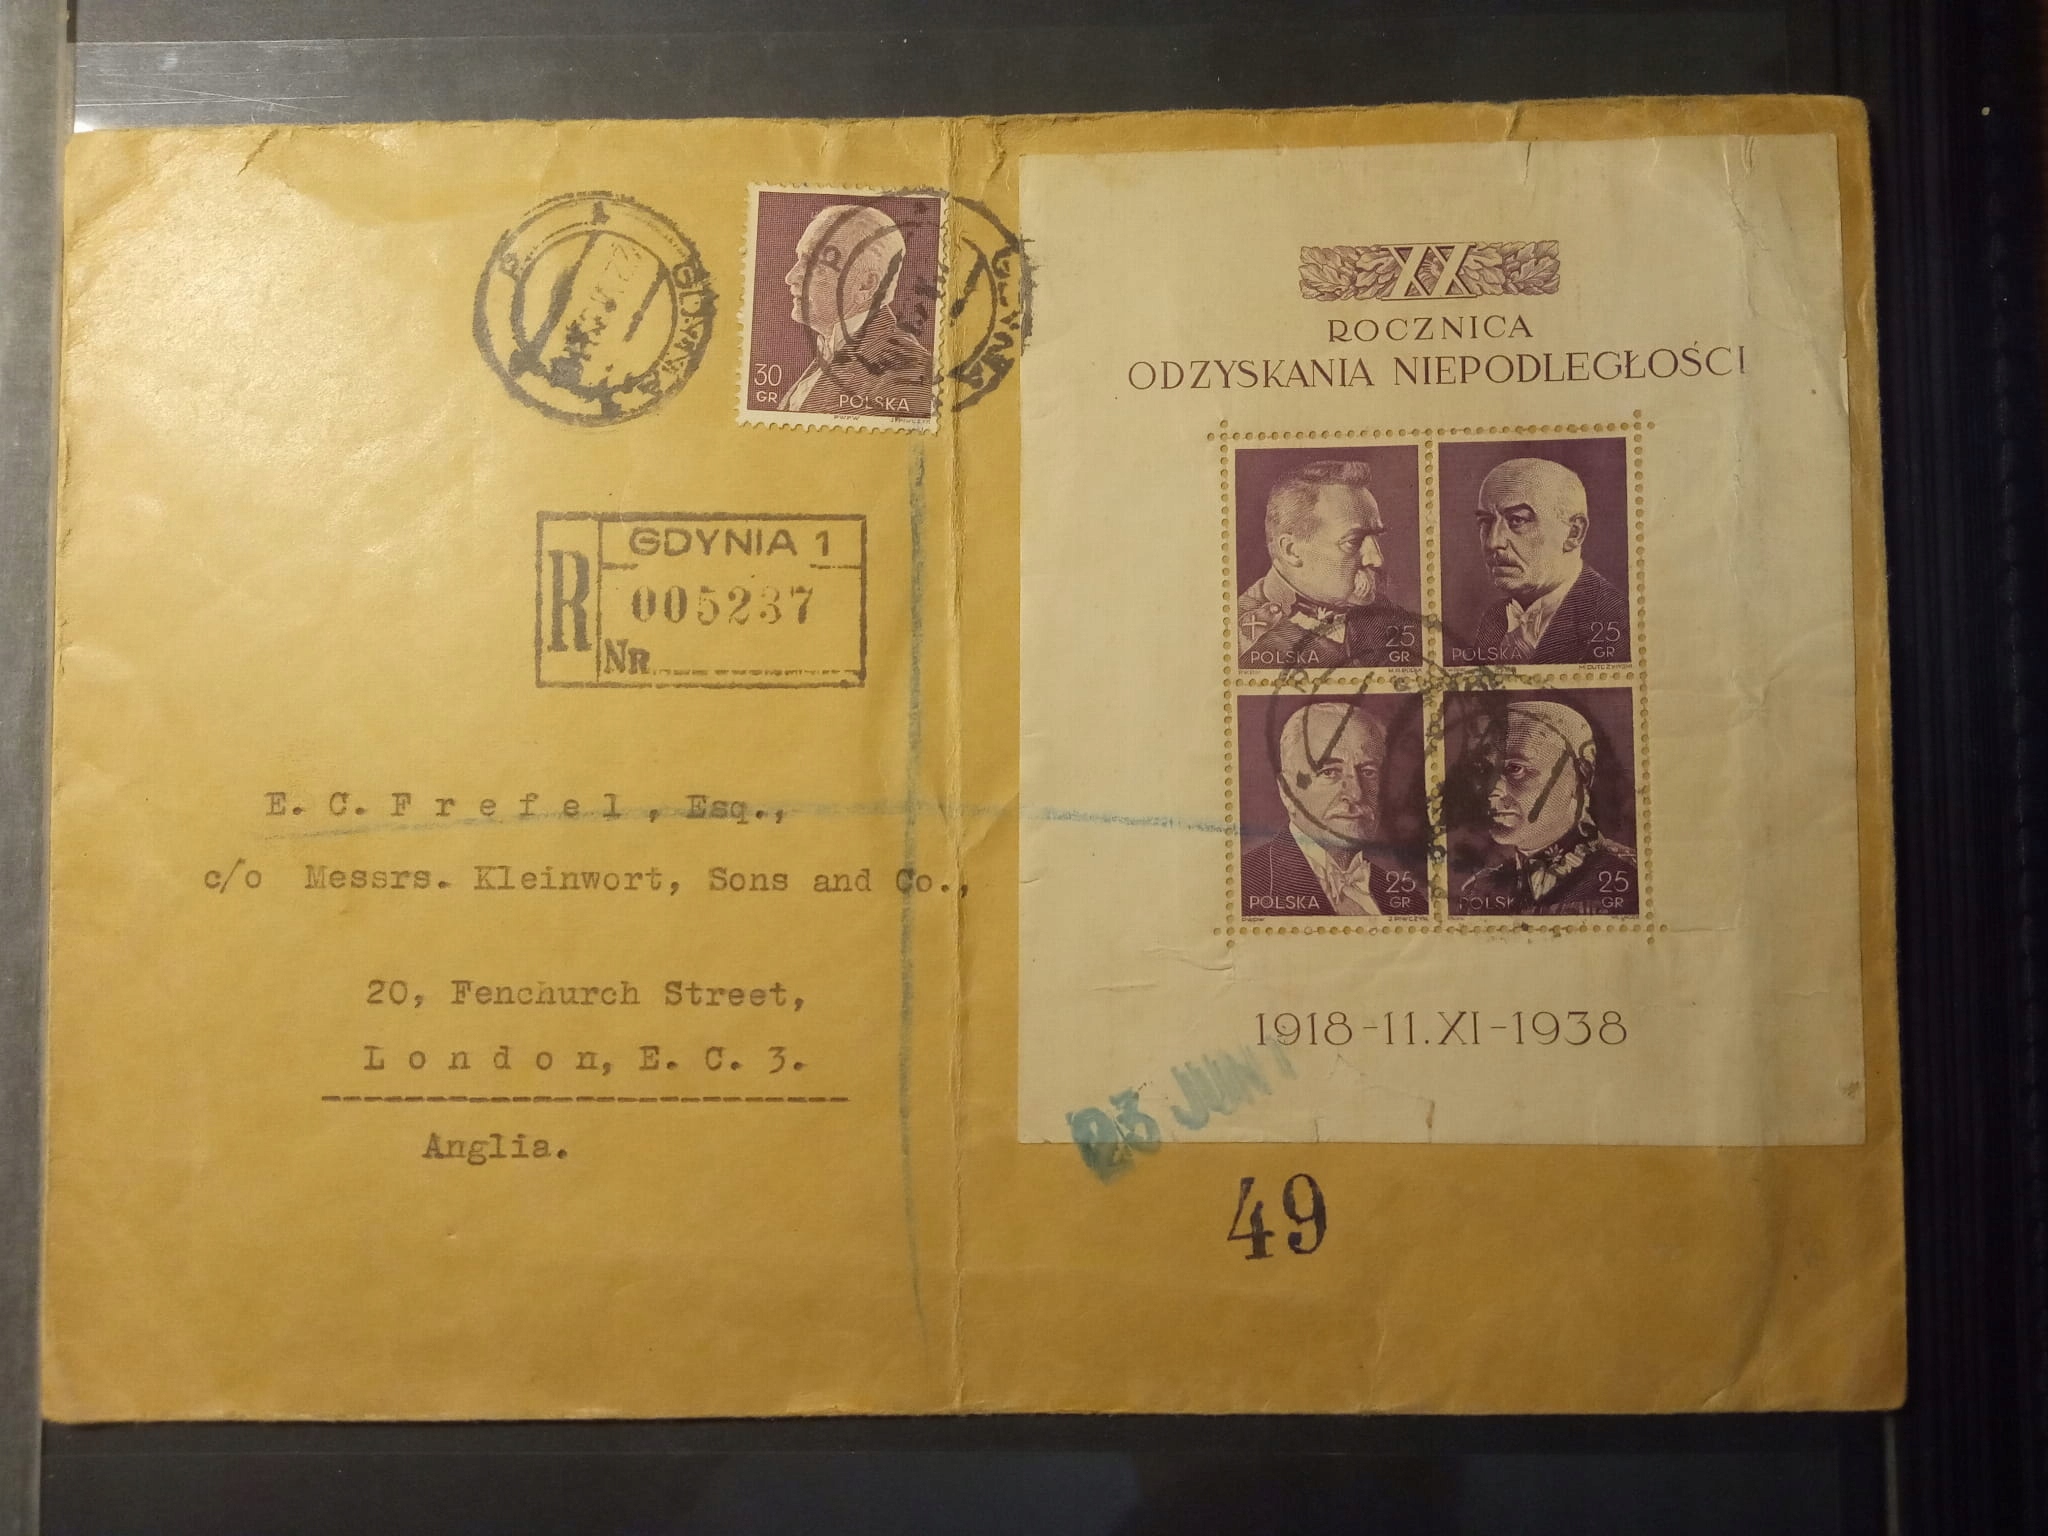 GDYNIA
30
GR
POLSKA
GDYNIA 1
R
005237
NR
E. C. F r e f e l , Esq.,
c/o Messrs. Kleinwort, Sons and Co.,
20, Fenchurch Street,
L o n d o n, E. C. 3.
Anglia.
XX
ROCZNICA
ODZYSKANIA NIEPODLEGŁOŚCI
POLSKA 25 GR
POLSKA 25 GR
POLSKA 25 GR
POLSKA 25 GR
1918-11.XI-1938
23 JUN
49